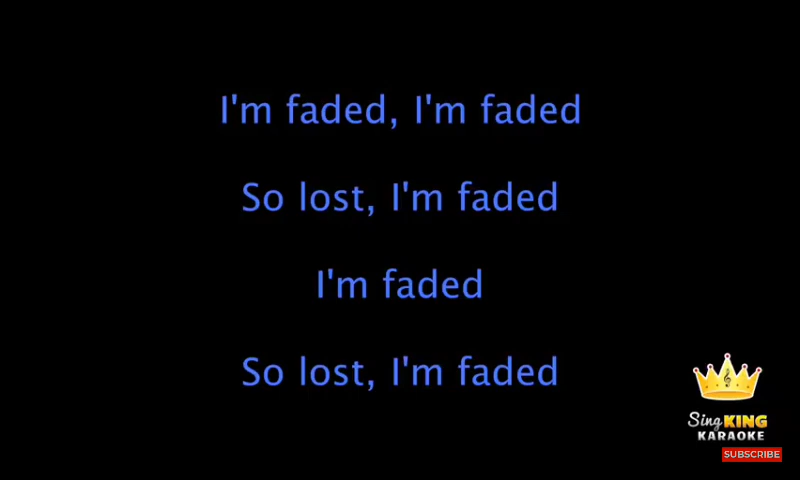 I'm faded, I'm faded
So lost, I'm faded
I'm faded
So lost, I'm faded
Sing KING
KARAOKE
SUBSCRIBE